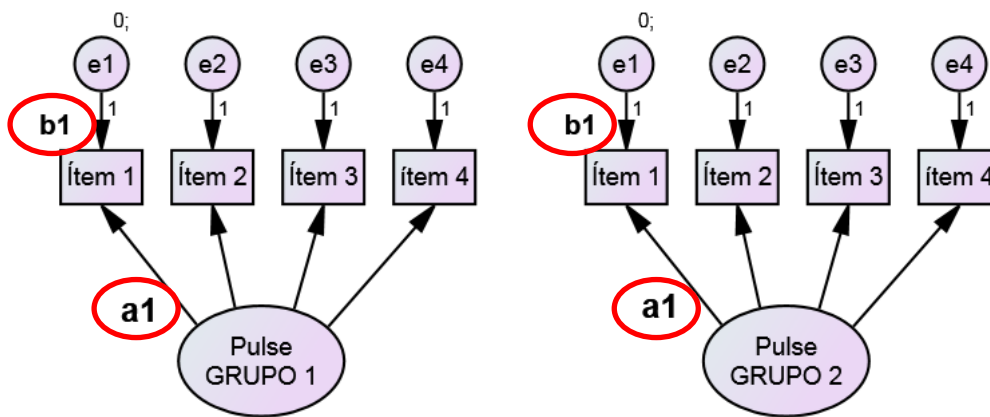 0; 0;
e1 e2 e3 e4 e1 e2 e3 e4
b1 1 1 1 1 b1 1 1 1 1
Ítem 1 Ítem 2 Ítem 3 ítem 4 Ítem 1 Ítem 2 Ítem 3 ítem 4
a1 a1
Pulse Pulse
GRUPO 1 GRUPO 2